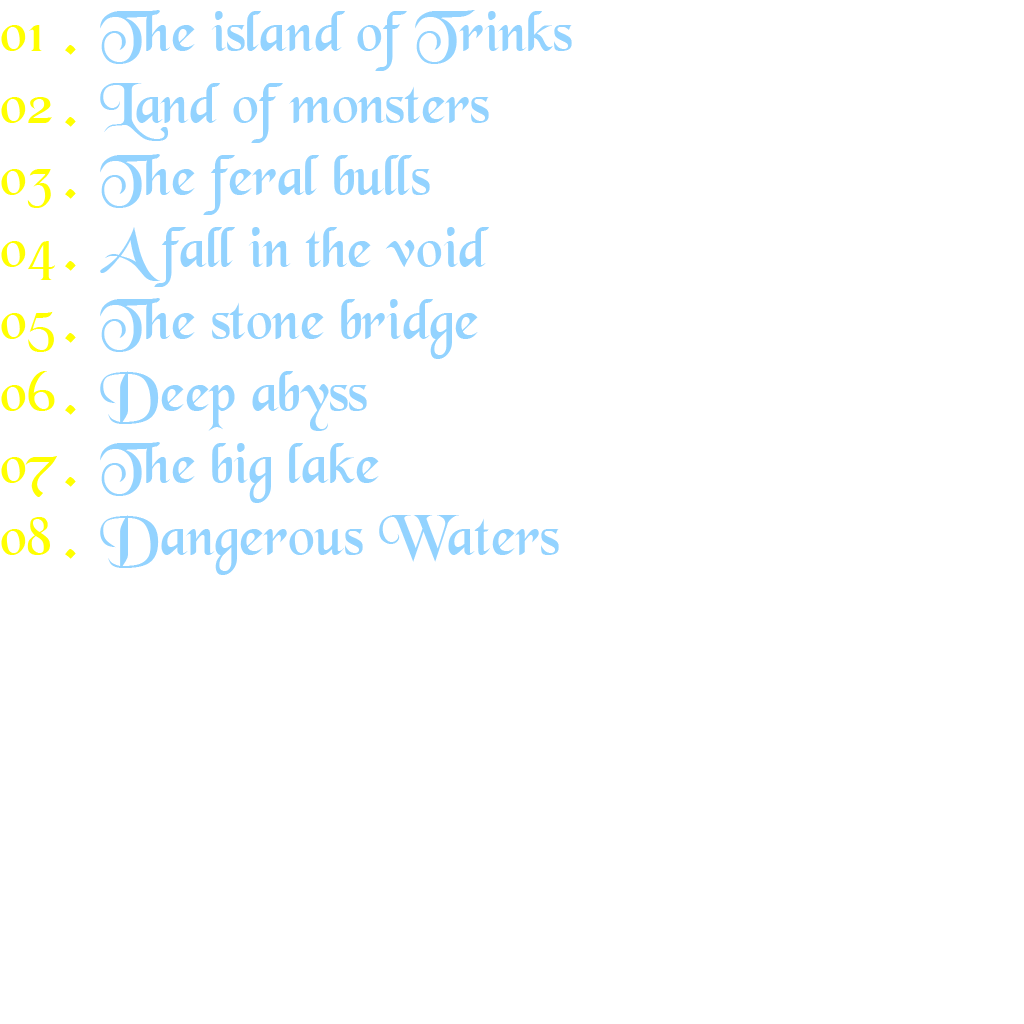 01 . The island of Trinks
02 . Land of monsters
03 . The feral bulls
04 . A fall in the void
05 . The stone bridge
06 . Deep abyss
07 . The big lake
08 . Dangerous Waters